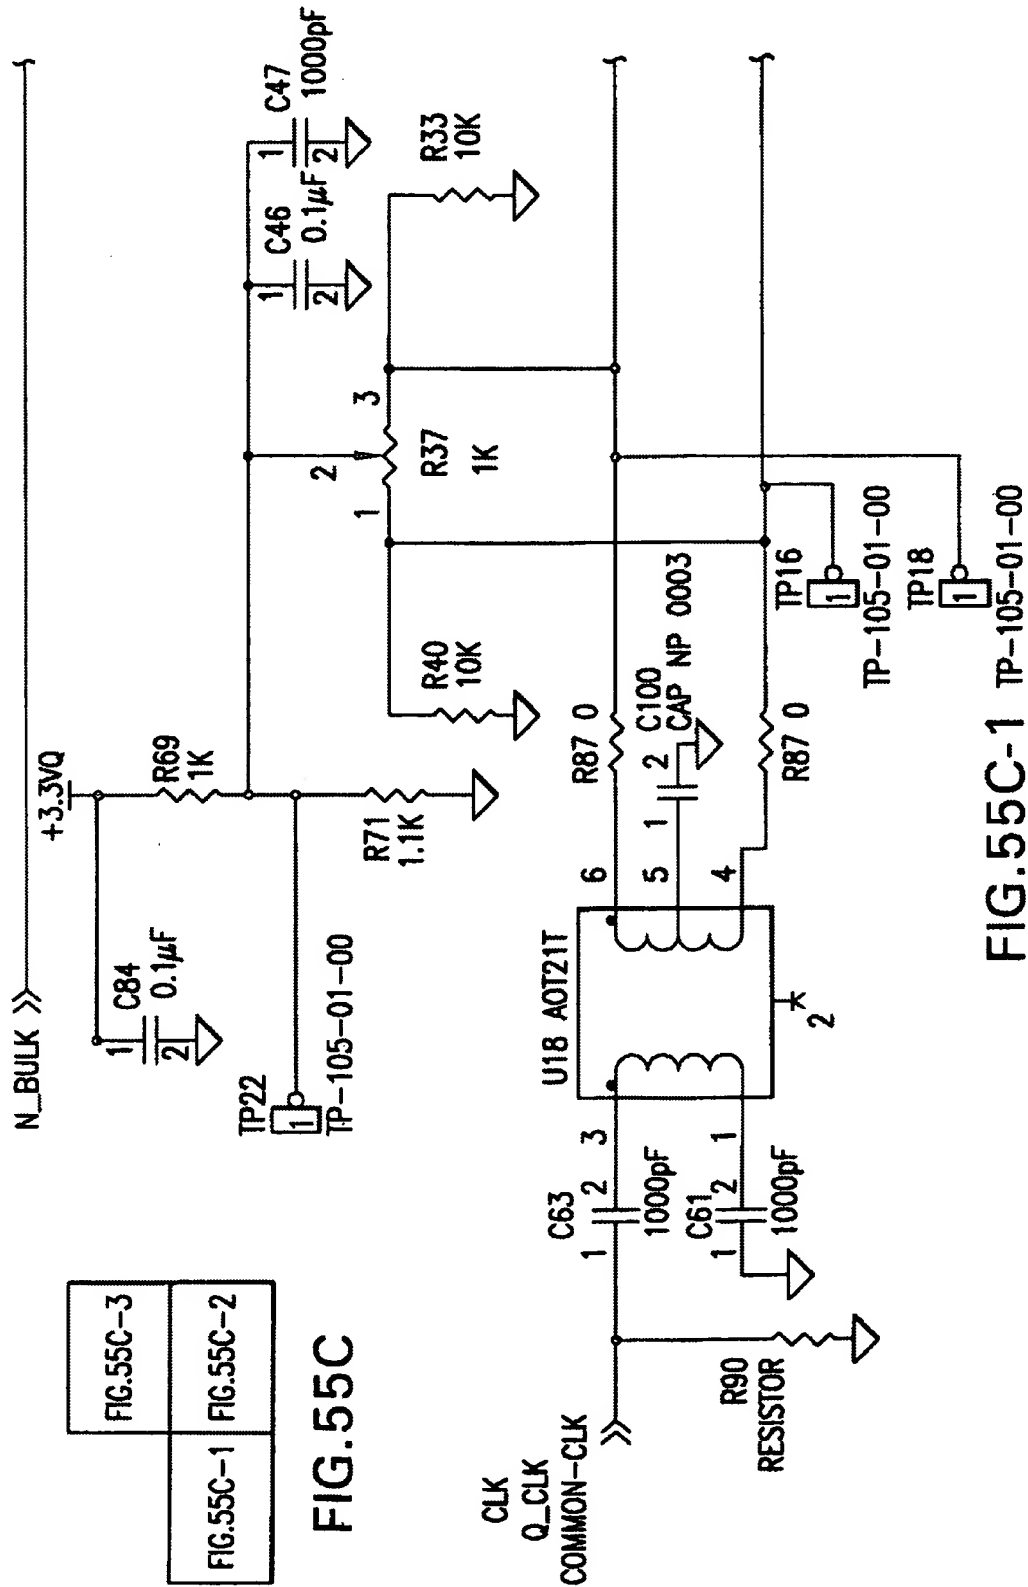 N_BULK
+3.3VQ
C84
0.1μF
1
2
R69
1K
TP22
1
TP-105-01-00
R71
1.1K
C46
0.1μF
1
2
C47
1000pF
1
2
R37
1K
1
2
3
R40
10K
R33
10K
CLK
Q_CLK
COMMON-CLK
R90
RESISTOR
C63
1
2
1000pF
C61
1
2
1000pF
3
1
U18 AOT21T
2
6
5
4
R87 0
C100
CAP NP 0003
1
2
R87 0
TP16
1
TP-105-01-00
TP18
1
TP-105-01-00
FIG.55C-3
FIG.55C-1
FIG.55C-2
FIG.55C
FIG.55C-1